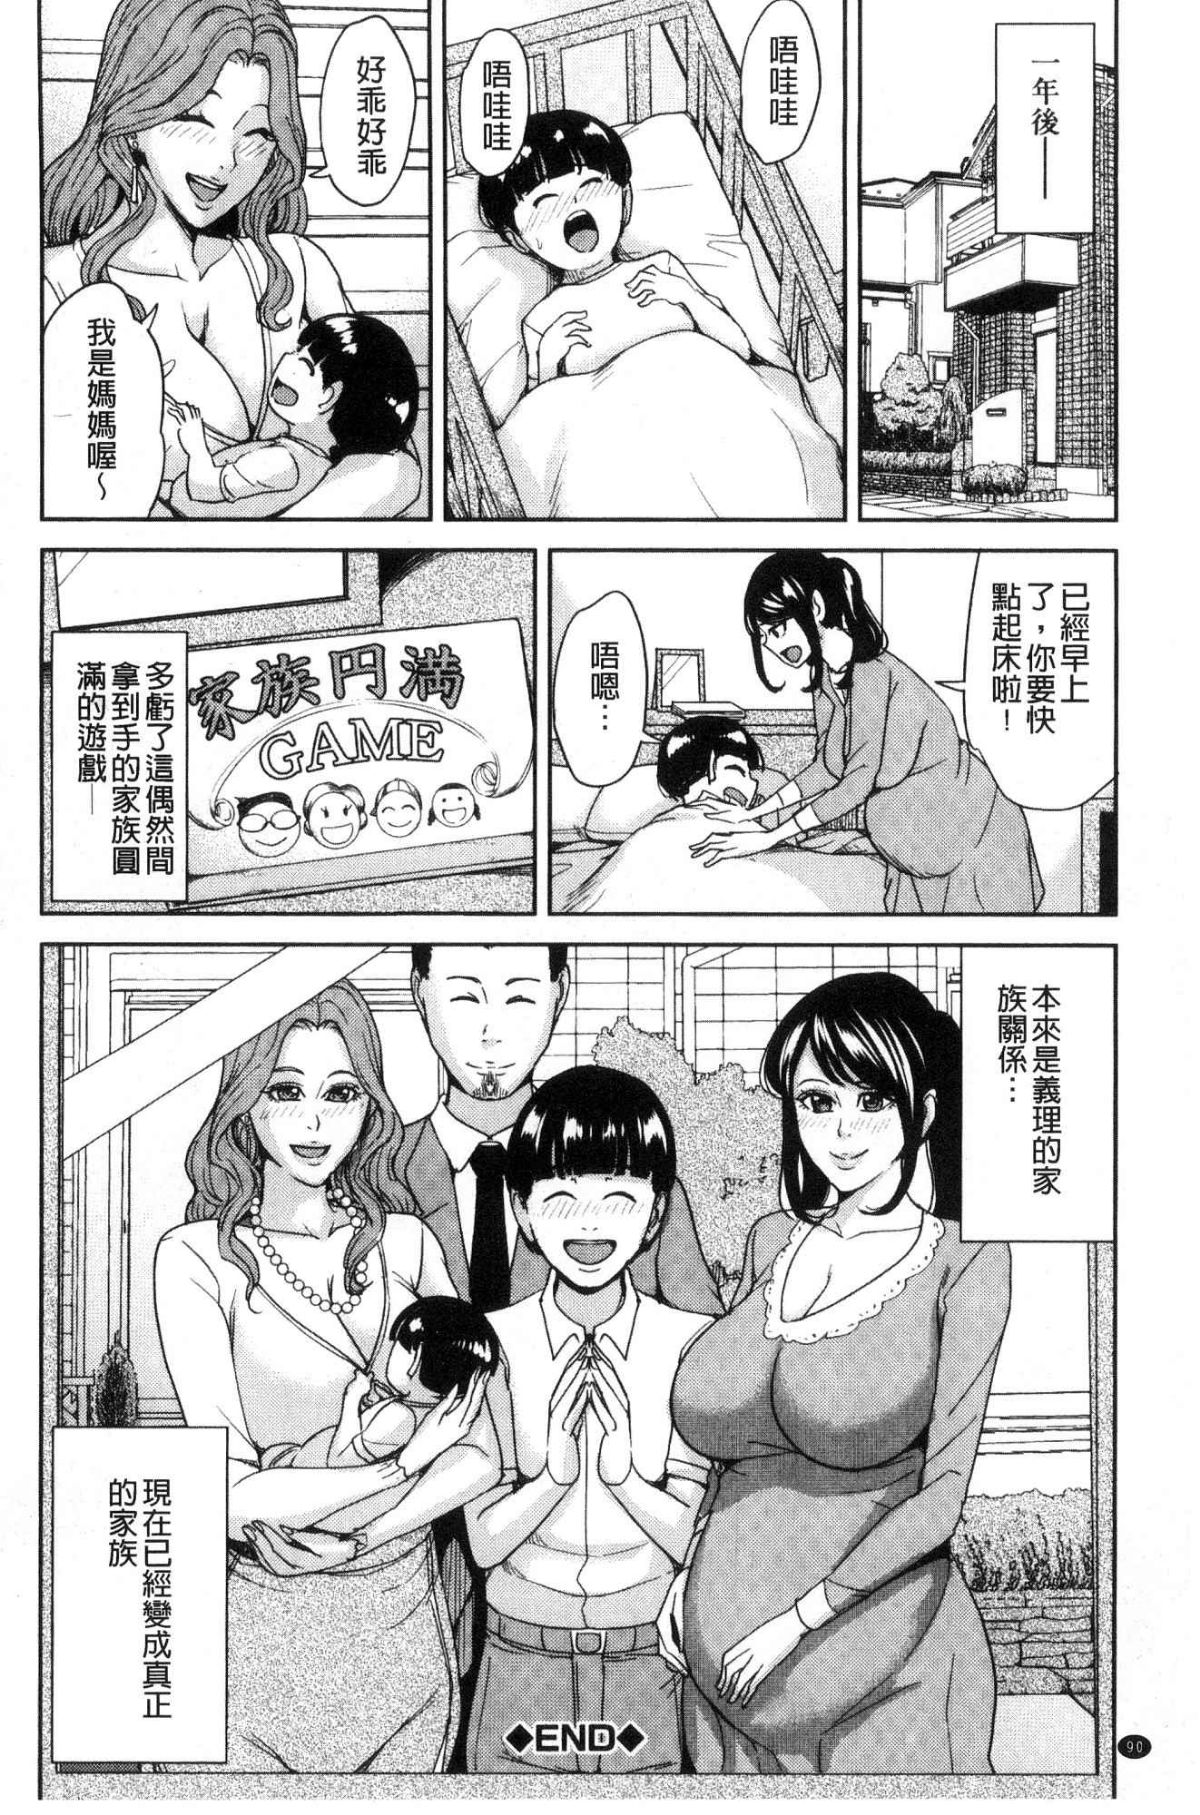 一年後——
唔哇哇
唔哇哇
好乖好乖
我是媽媽喔～
已經早上
了，你要快
點起床啦！
唔嗯…
家族円満
GAME
多虧了這偶然間
拿到手的家族圓
滿的遊戲—
本來是義理的家
族關係…
現在已經變成真正
的家族
◆END◆
90